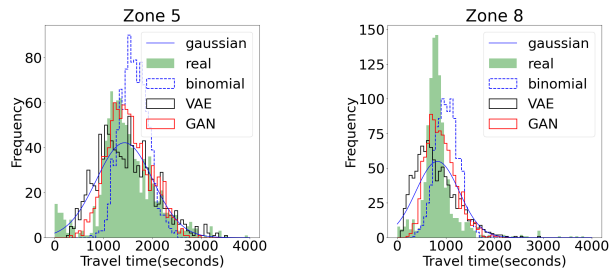 Zone 5
80
60
40
20
0
Frequency
gaussian
real
binomial
VAE
GAN
0 1000 2000 3000 4000
Travel time(seconds)
Zone 8
150
125
100
75
50
25
0
Frequency
gaussian
real
binomial
VAE
GAN
0 1000 2000 3000 4000
Travel time(seconds)